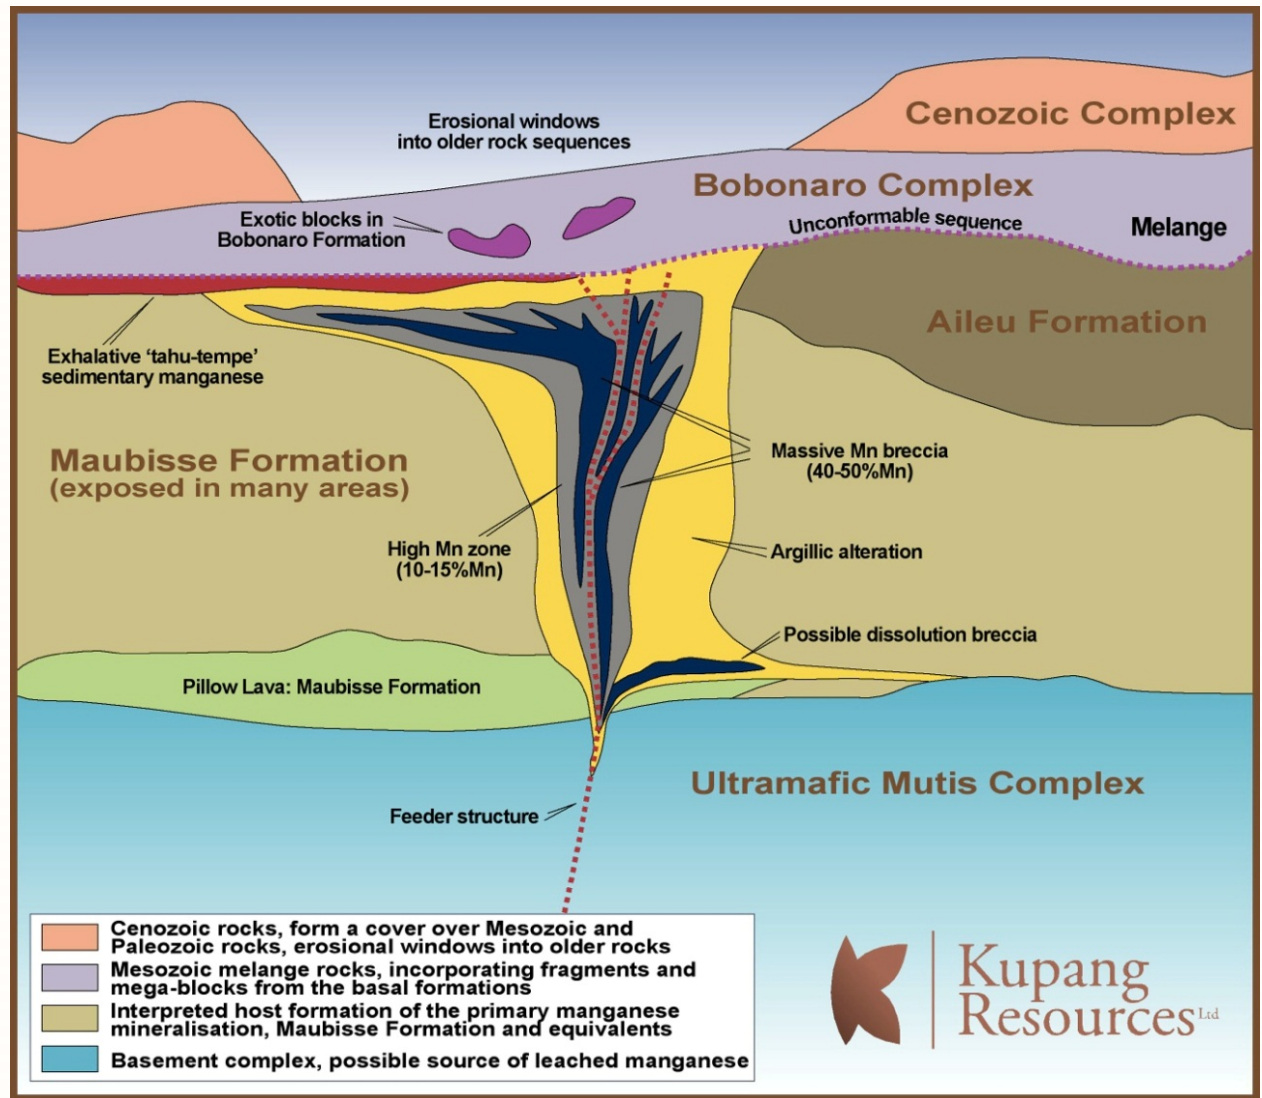 Cenozoic Complex
Erosional windows
into older rock sequences
Bobonaro Complex
Exotic blocks in
Bobonaro Formation
Unconformable sequence
Melange
Aileu Formation
Exhalative ‘tahu-tempe’
sedimentary manganese
Maubisse Formation
(exposed in many areas)
Massive Mn breccia
(40-50%Mn)
High Mn zone
(10-15%Mn)
Argillic alteration
Possible dissolution breccia
Pillow Lava: Maubisse Formation
Ultramafic Mutis Complex
Feeder structure
Cenozoic rocks, form a cover over Mesozoic and
Paleozoic rocks, erosional windows into older rocks
Mesozoic melange rocks, incorporating fragments and
mega-blocks from the basal formations
Interpreted host formation of the primary manganese
mineralisation, Maubisse Formation and equivalents
Basement complex, possible source of leached manganese
Kupang
Resources Ltd